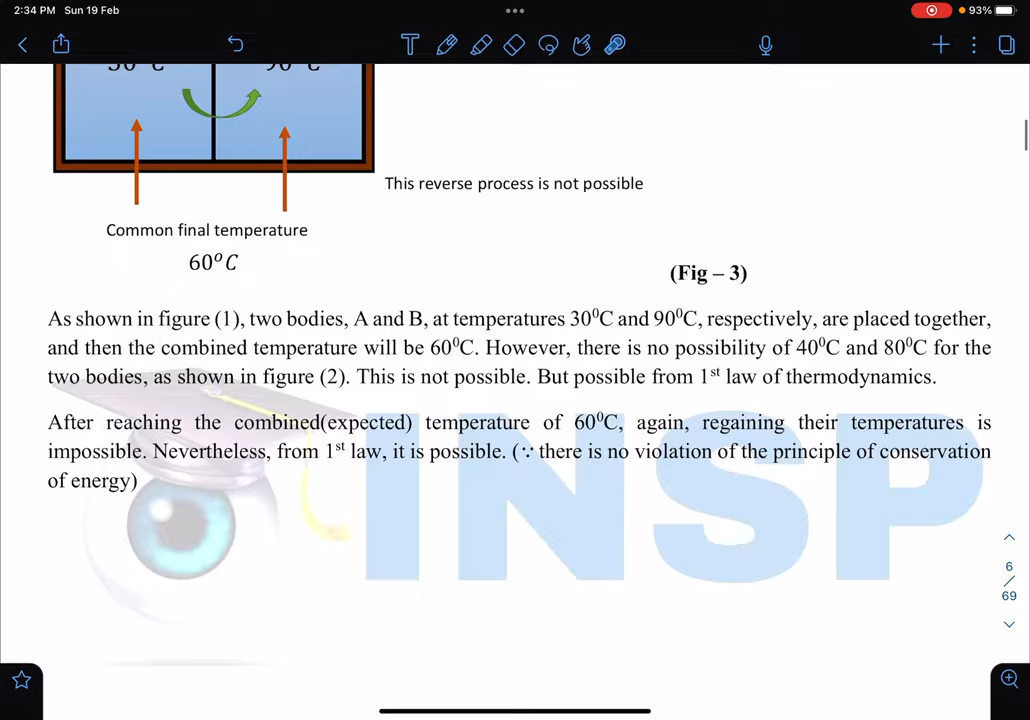 2:34 PM Sun 19 Feb
93%
30°C 90°C
This reverse process is not possible
Common final temperature
60°C
(Fig – 3)
As shown in figure (1), two bodies, A and B, at temperatures 30⁰C and 90⁰C, respectively, are placed together,
and then the combined temperature will be 60⁰C. However, there is no possibility of 40⁰C and 80⁰C for the
two bodies, as shown in figure (2). This is not possible. But possible from 1st law of thermodynamics.
After reaching the combined(expected) temperature of 60⁰C, again, regaining their temperatures is
impossible. Nevertheless, from 1st law, it is possible. (∵ there is no violation of the principle of conservation
of energy)
INSP
6
/
69